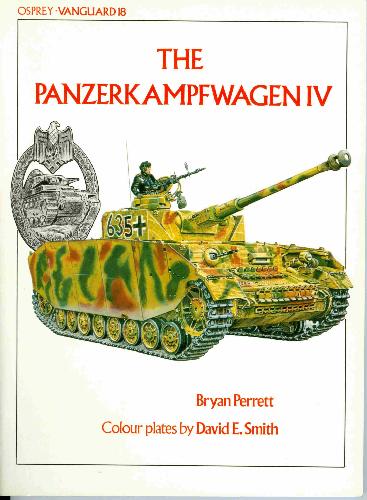 OSPREY · VANGUARD 18
THE
PANZERKAMPFWAGEN IV
635
Bryan Perrett
Colour plates by David E. Smith